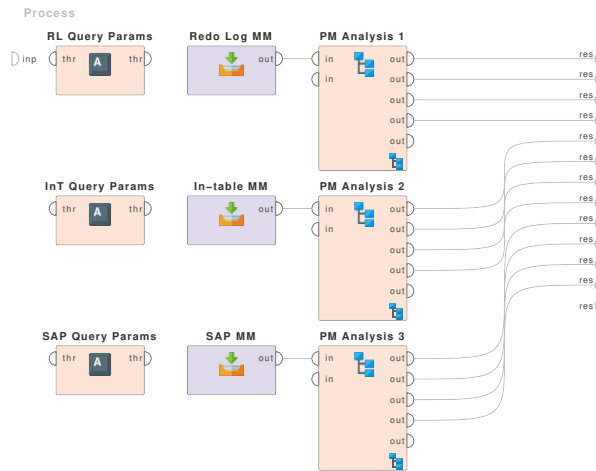 Process
RL Query Params Redo Log MM PM Analysis 1
inp thr A thr out in out res
in out res
out res
out res
out res
res
InT Query Params In-table MM PM Analysis 2 res
thr A thr out in out res
in out res
out res
out res
out res
res
SAP Query Params SAP MM PM Analysis 3
thr A thr out in out
in out
out
out
out